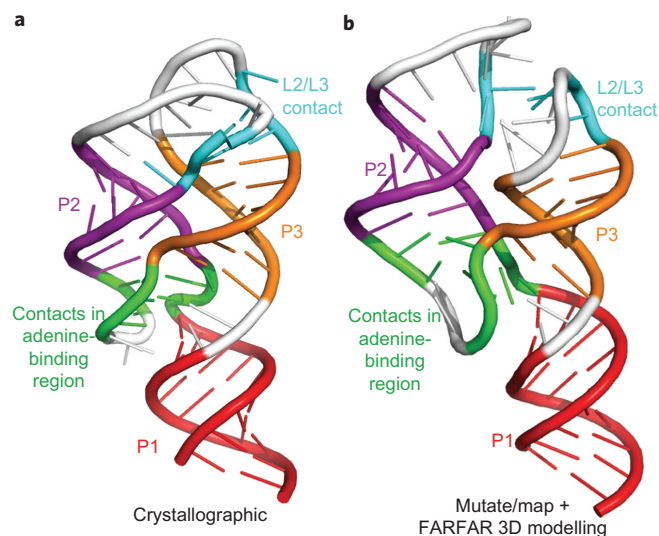 a
L2/L3
contact
P2
P3
Contacts in
adenine-
binding
region
P1
Crystallographic
b
L2/L3
contact
P2
P3
Contacts in
adenine-
binding
region
P1
Mutate/map +
FARFAR 3D modelling